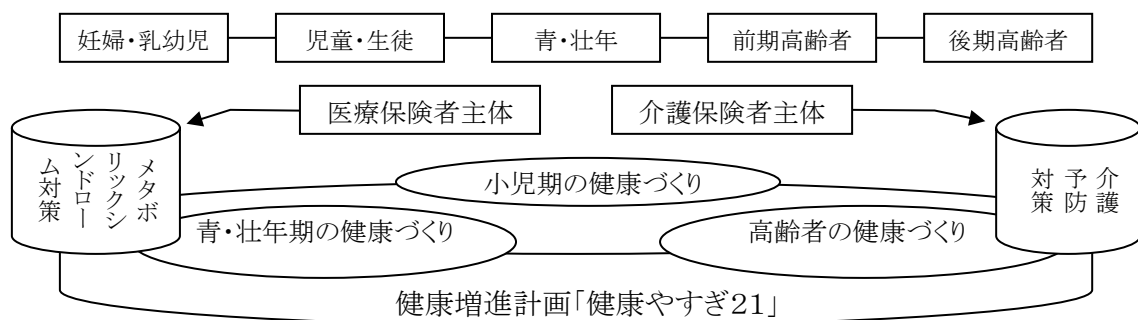 妊婦・乳幼児
児童・生徒
青・壮年
前期高齢者
後期高齢者
医療保険者主体
介護保険者主体
メタボ
リックシ
ンドロー
ム対策
小児期の健康づくり
介護
予防
対策
青・壮年期の健康づくり
高齢者の健康づくり
健康増進計画「健康やすぎ21」